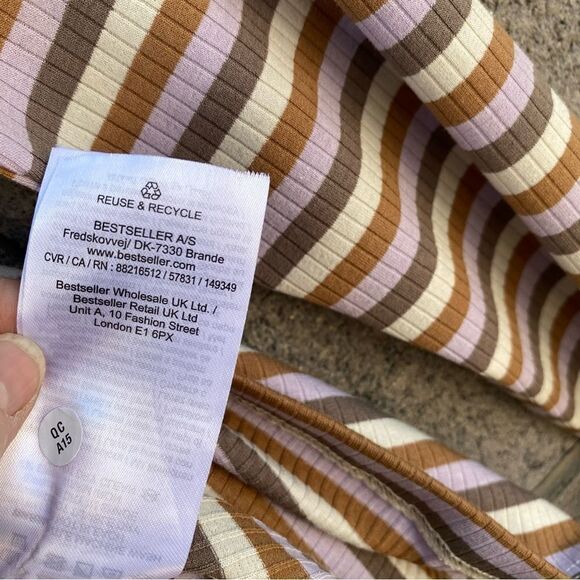 REUSE & RECYCLE
BESTSELLER A/S
Fredskovvej/ DK-7330 Brande
www.bestseller.com
CVR / CA / RN : 88216512 / 57831 / 149349
Bestseller Wholesale UK Ltd. /
Bestseller Retail UK Ltd
Unit A, 10 Fashion Street
London E1 6PX
QC
A15